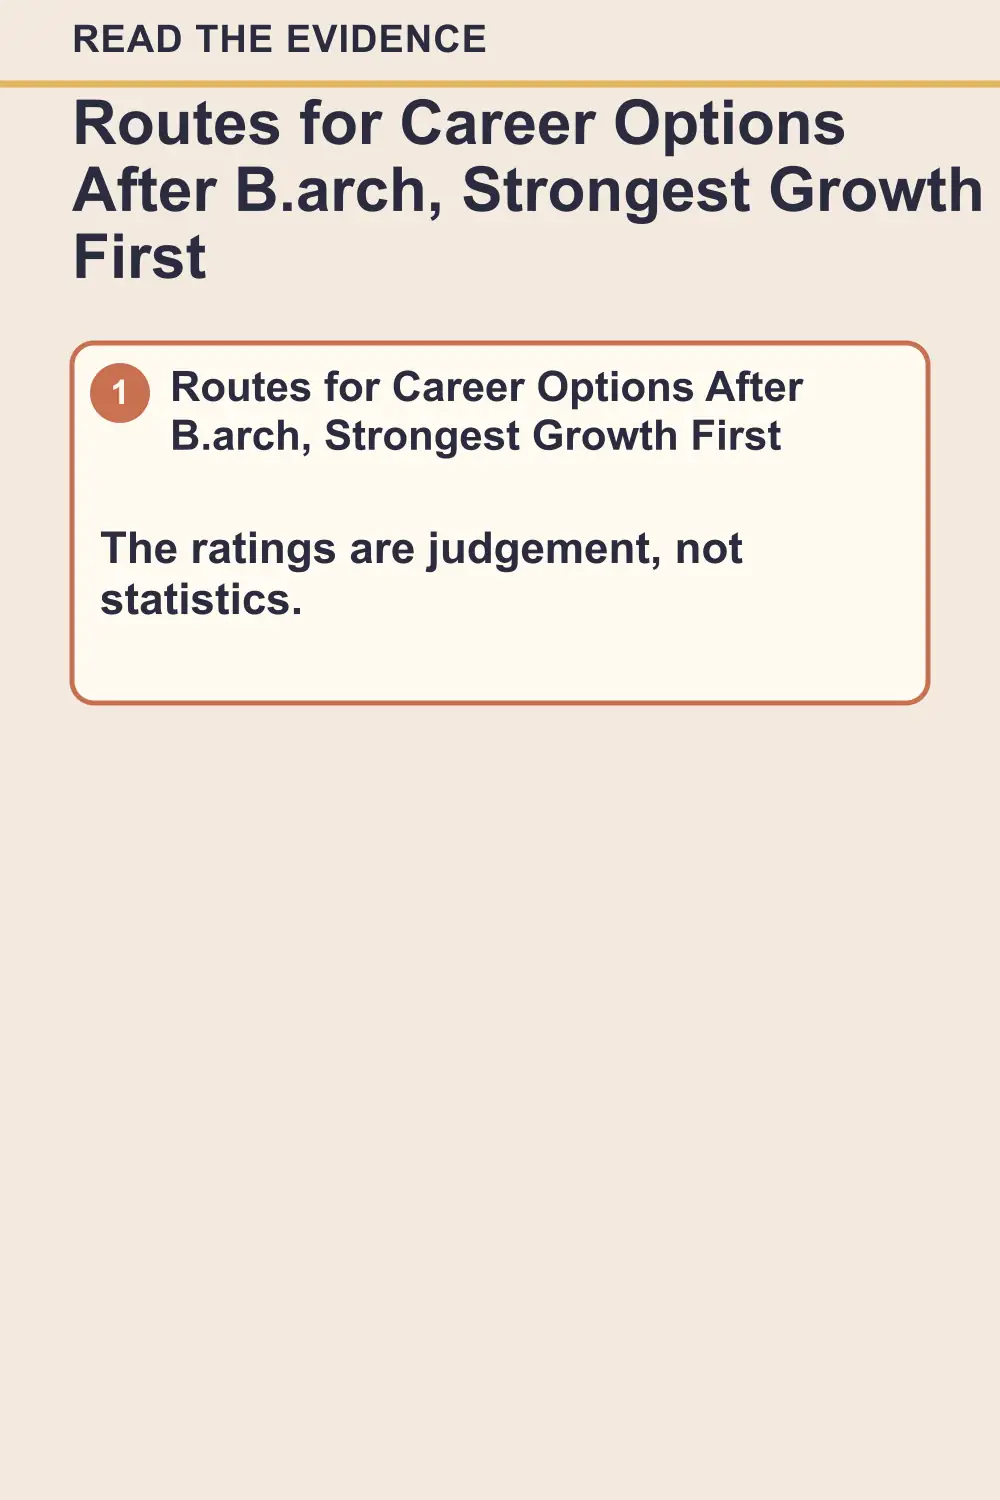 READ THE EVIDENCE
Routes for Career Options
After B.arch, Strongest Growth
First
1
Routes for Career Options After
B.arch, Strongest Growth First
The ratings are judgement, not
statistics.